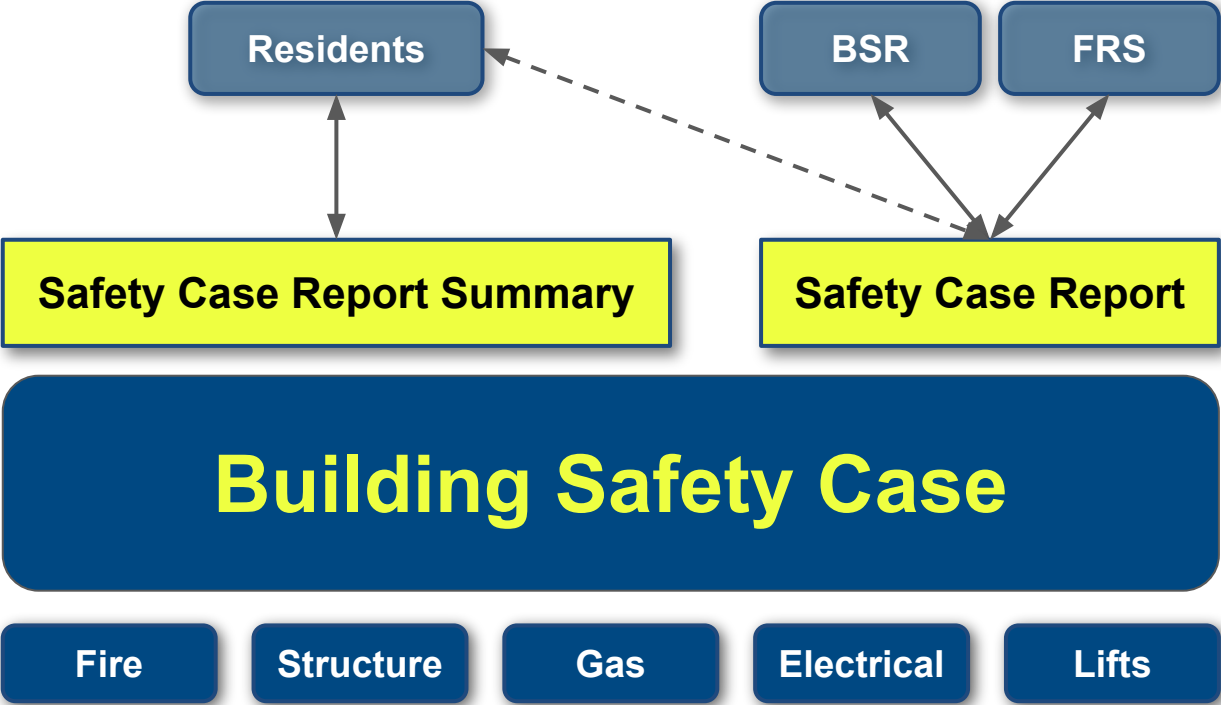 Residents
BSR
FRS
Safety Case Report Summary
Safety Case Report
Building Safety Case
Fire
Structure
Gas
Electrical
Lifts